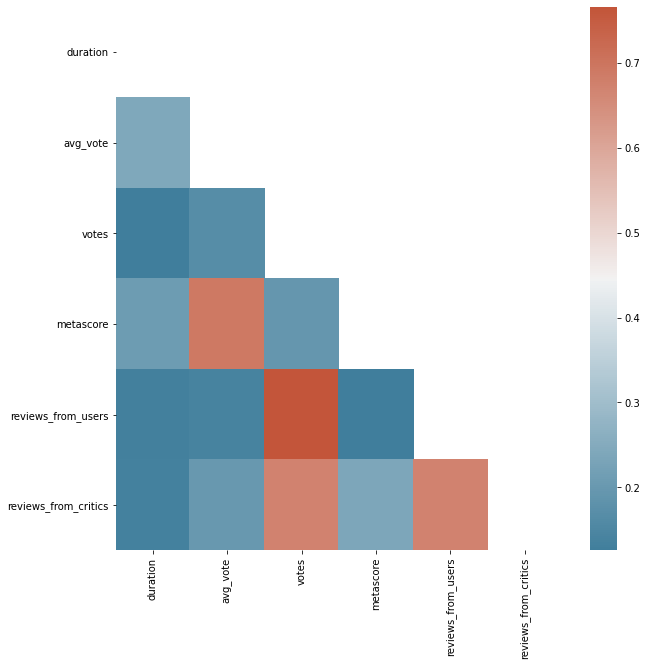 duration
avg_vote
votes
metascore
reviews_from_users
reviews_from_critics
duration
avg_vote
votes
metascore
reviews_from_users
reviews_from_critics
0.7
0.6
0.5
0.4
0.3
0.2